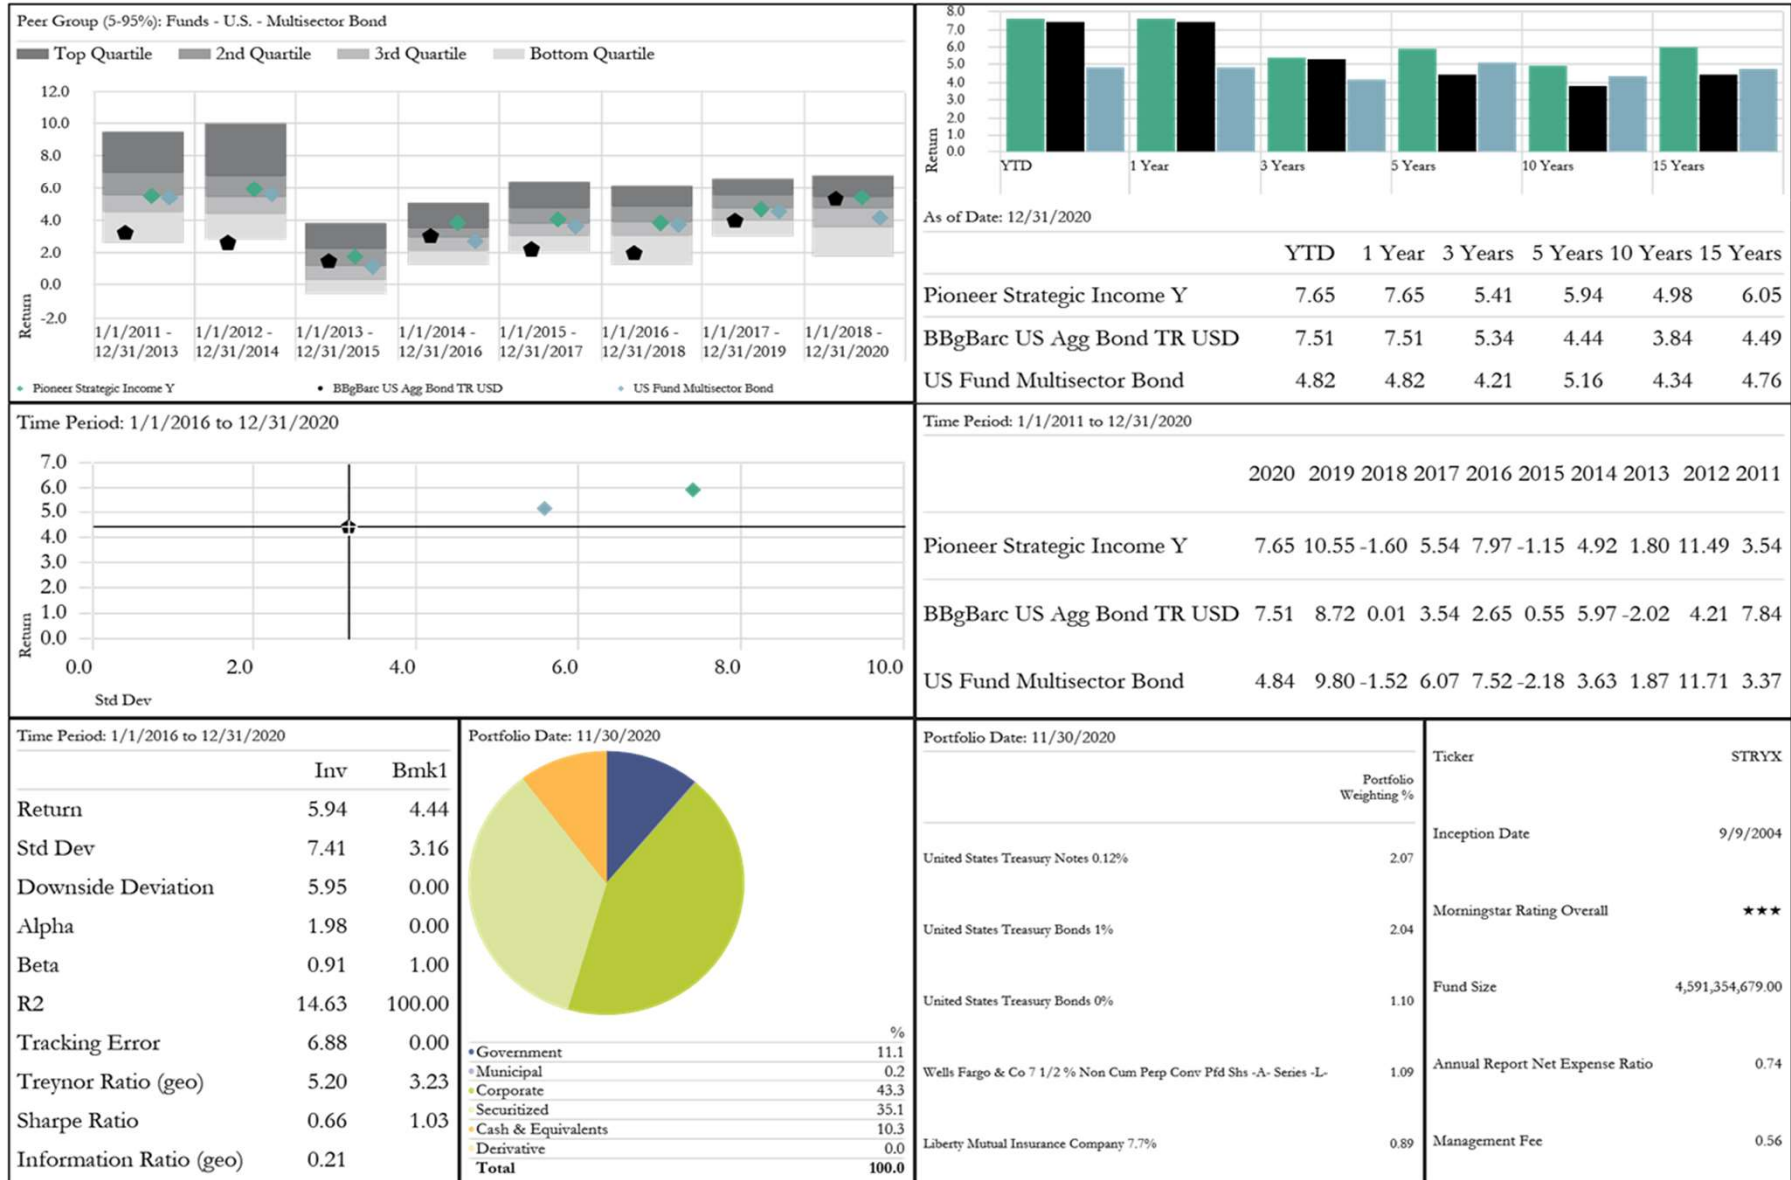 Peer Group (5-95%): Funds - U.S. - Multisector Bond
Top Quartile 2nd Quartile 3rd Quartile Bottom Quartile
12.0
10.0
8.0
6.0
4.0
2.0
0.0
-2.0
Return
1/1/2011 - 1/1/2012 - 1/1/2013 - 1/1/2014 - 1/1/2015 - 1/1/2016 - 1/1/2017 - 1/1/2018 -
12/31/2013 12/31/2014 12/31/2015 12/31/2016 12/31/2017 12/31/2018 12/31/2019 12/31/2020
Pioneer Strategic Income Y BBgBarc US Agg Bond TR USD US Fund Multisector Bond
8.0
7.0
6.0
5.0
4.0
3.0
2.0
1.0
0.0
Return
YTD 1 Year 3 Years 5 Years 10 Years 15 Years
As of Date: 12/31/2020
YTD 1 Year 3 Years 5 Years 10 Years 15 Years
Pioneer Strategic Income Y 7.65 7.65 5.41 5.94 4.98 6.05
BBgBarc US Agg Bond TR USD 7.51 7.51 5.34 4.44 3.84 4.49
US Fund Multisector Bond 4.82 4.82 4.21 5.16 4.34 4.76
Time Period: 1/1/2016 to 12/31/2020
7.0
6.0
5.0
4.0
3.0
2.0
1.0
0.0
Return
0.0 2.0 4.0 6.0 8.0 10.0
Std Dev
Time Period: 1/1/2011 to 12/31/2020
2020 2019 2018 2017 2016 2015 2014 2013 2012 2011
Pioneer Strategic Income Y 7.65 10.55 -1.60 5.54 7.97 -1.15 4.92 1.80 11.49 3.54
BBgBarc US Agg Bond TR USD 7.51 8.72 0.01 3.54 2.65 0.55 5.97 -2.02 4.21 7.84
US Fund Multisector Bond 4.84 9.80 -1.52 6.07 7.52 -2.18 3.63 1.87 11.71 3.37
Time Period: 1/1/2016 to 12/31/2020
Inv Bmk1
Return 5.94 4.44
Std Dev 7.41 3.16
Downside Deviation 5.95 0.00
Alpha 1.98 0.00
Beta 0.91 1.00
R2 14.63 100.00
Tracking Error 6.88 0.00
Treynor Ratio (geo) 5.20 3.23
Sharpe Ratio 0.66 1.03
Information Ratio (geo) 0.21
Portfolio Date: 11/30/2020
%
Government 11.1
Municipal 0.2
Corporate 43.3
Securitized 35.1
Cash & Equivalents 10.3
Derivative 0.0
Total 100.0
Portfolio Date: 11/30/2020
Portfolio
Weighting %
United States Treasury Notes 0.12% 2.07
United States Treasury Bonds 1% 2.04
United States Treasury Bonds 0% 1.10
Wells Fargo & Co 7 1/2 % Non Cum Perp Conv Pfd Shs -A- Series -L- 1.09
Liberty Mutual Insurance Company 7.7% 0.89
Ticker STRYX
Inception Date 9/9/2004
Morningstar Rating Overall ★★★
Fund Size 4,591,354,679.00
Annual Report Net Expense Ratio 0.74
Management Fee 0.56